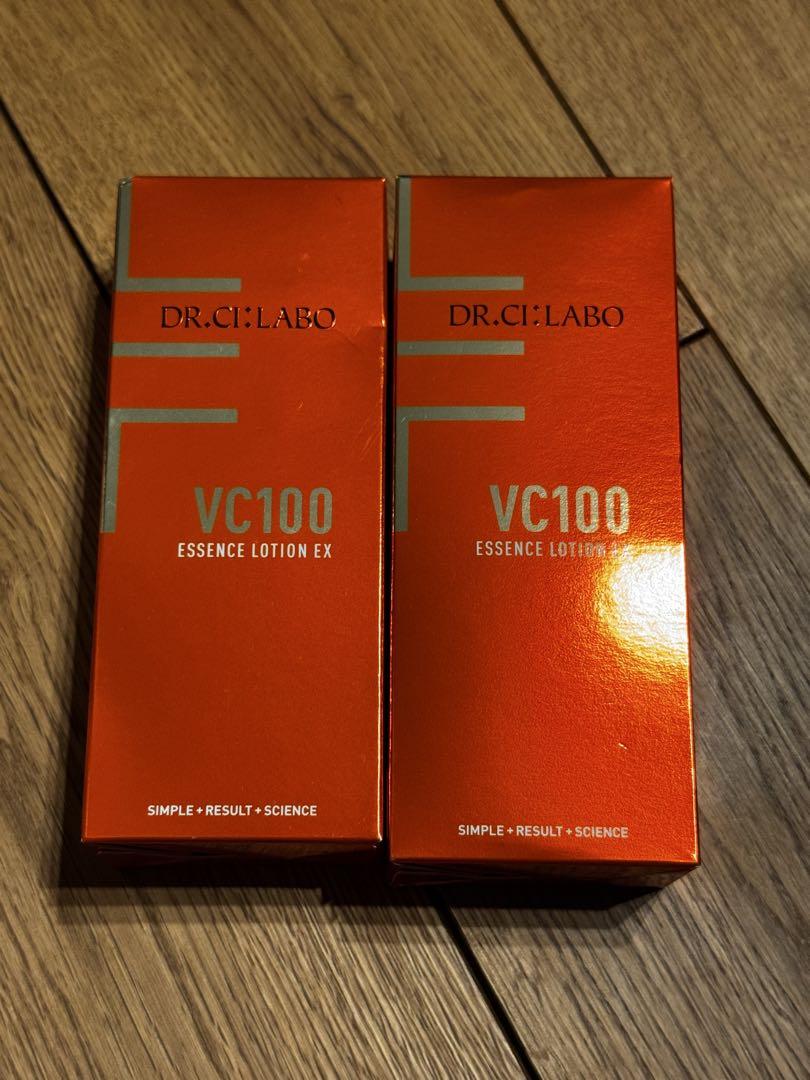 DR.CI:LABO
VC100
ESSENCE LOTION EX
SIMPLE + RESULT + SCIENCE
DR.CI:LABO
VC100
ESSENCE LOTION EX
SIMPLE + RESULT + SCIENCE